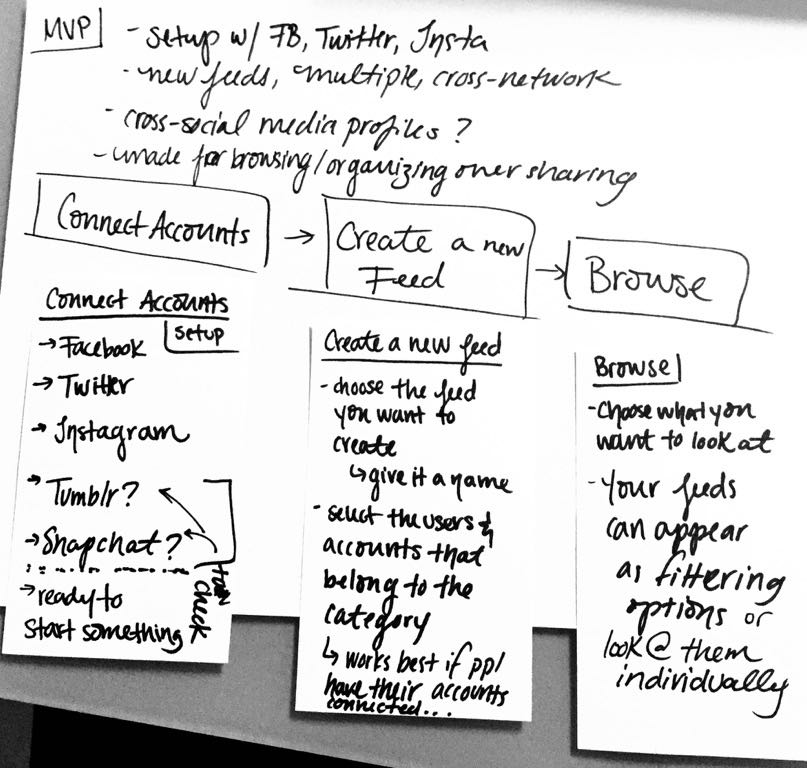 MVP
- setup w/ FB, Twitter, Insta
- new feeds, multiple, cross-network
- cross-social media profiles?
- made for browsing/organizing over sharing
Connect Accounts → Create a new Feed → Browse
Connect Accounts
setup
→ Facebook
→ Twitter
→ Instagram
→ Tumblr?
→ Snapchat?
check
→ ready to
start something
Create a new feed
- choose the feed
you want to
create
↳ give it a name
- select the users &
accounts that
belong to the
category
↳ works best if ppl
have their accounts
connected...
Browse
- Choose what you
want to look at
- Your feeds
can appear
as filtering
options or
look @ them
individually